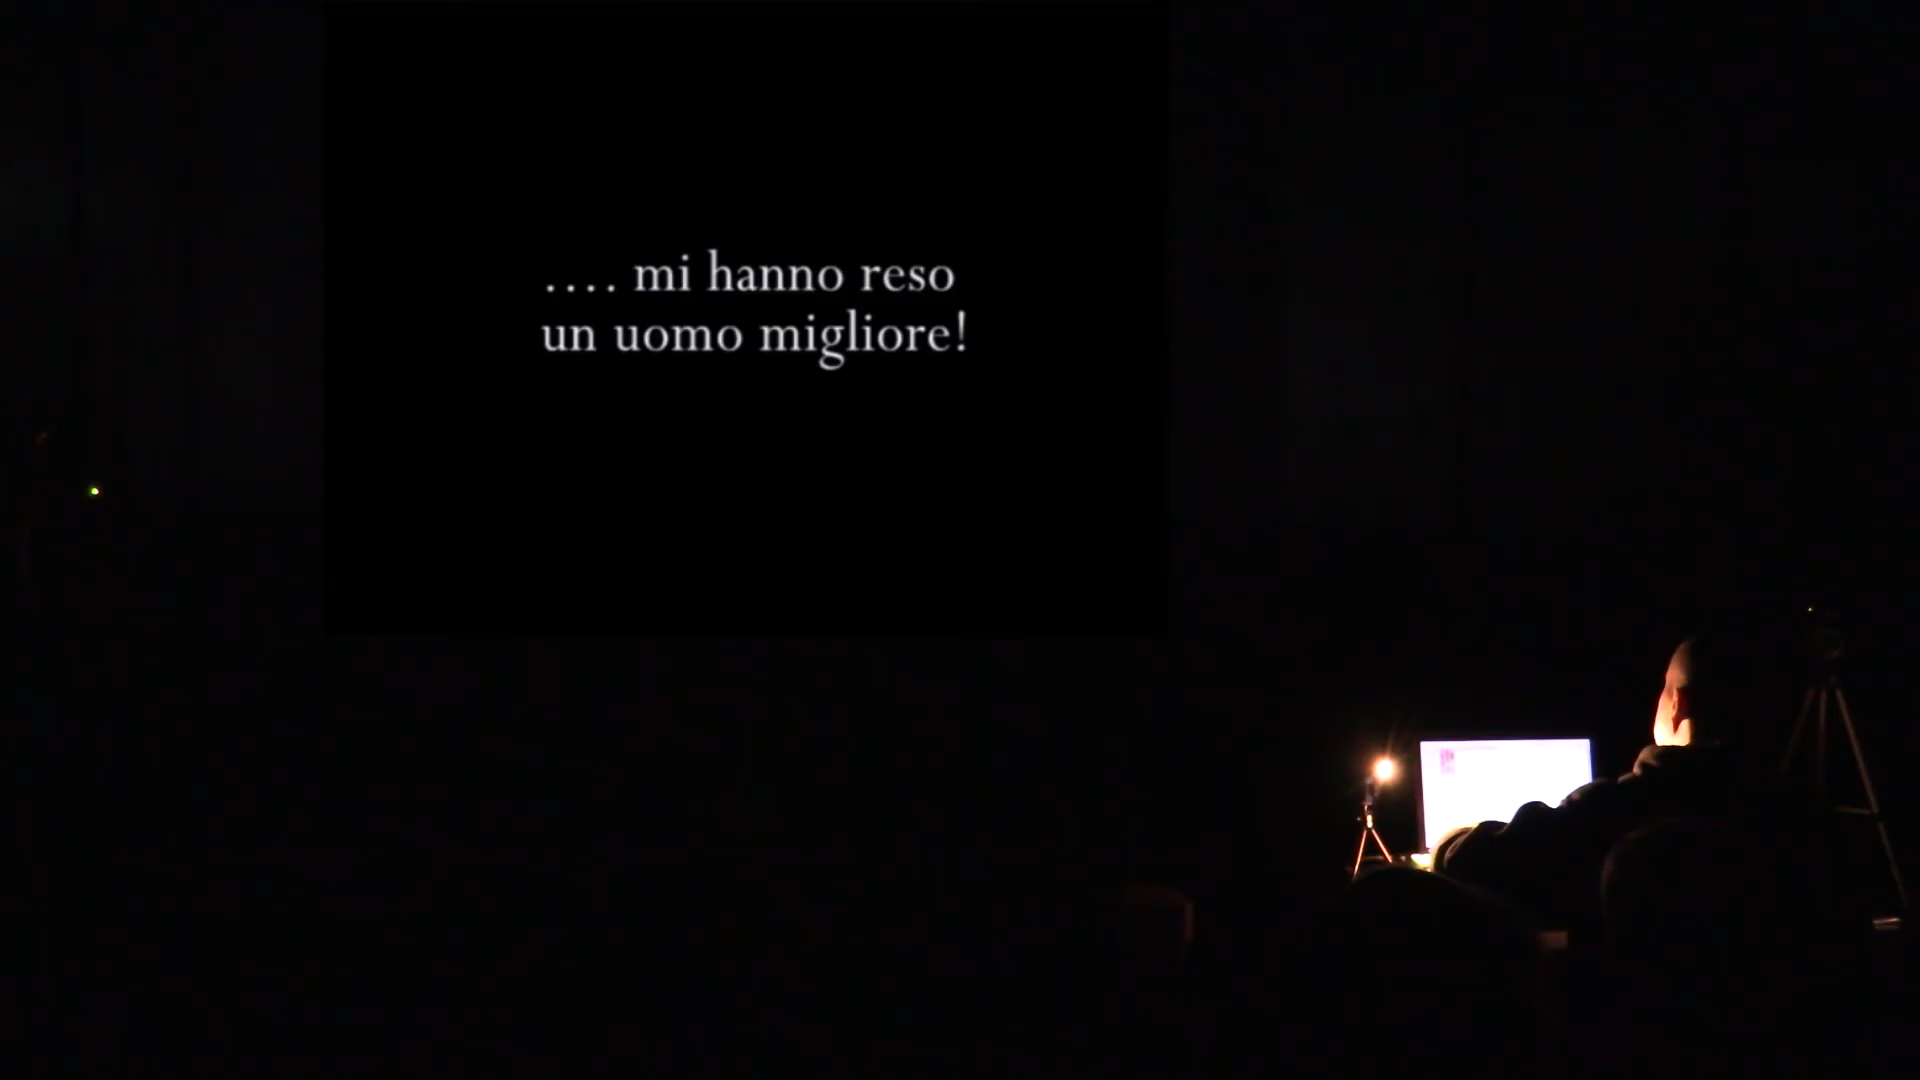 .... mi hanno reso
un uomo migliore!